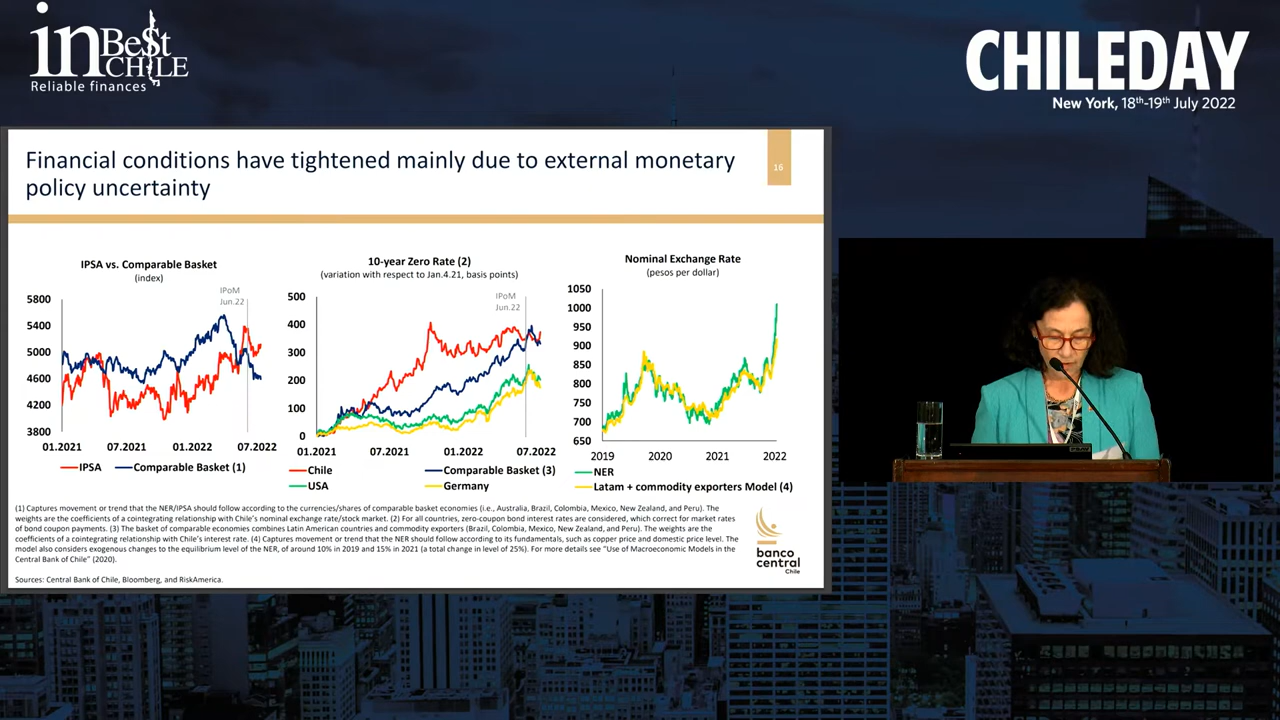 inBe$t
CHILE
Reliable finances
CHILEDAY
New York, 18th-19th July 2022
Financial conditions have tightened mainly due to external monetary
policy uncertainty
16
IPSA vs. Comparable Basket
(index)
IPoM
Jun.22
5800
5400
5000
4600
4200
3800
01.2021 07.2021 01.2022 07.2022
IPSA Comparable Basket (1)
10-year Zero Rate (2)
(variation with respect to Jan.4.21, basis points)
IPoM
Jun.22
500
400
300
200
100
0
01.2021 07.2021 01.2022 07.2022
Chile Comparable Basket (3)
USA Germany
Nominal Exchange Rate
(pesos per dollar)
1050
1000
950
900
850
800
750
700
650
2019 2020 2021 2022
NER
Latam + commodity exporters Model (4)
(1) Captures movement or trend that the NER/IPSA should follow according to the currencies/shares of comparable basket economies (i.e., Australia, Brazil, Colombia, Mexico, New Zealand, and Peru). The
weights are the coefficients of a cointegrating relationship with Chile's nominal exchange rate/stock market. (2) For all countries, zero-coupon bond interest rates are considered, which correct for market rates
of bond coupon payments. (3) The basket of comparable economies combines Latin American countries and commodity exporters (Brazil, Colombia, Mexico, New Zealand, and Peru). The weights are the
coefficients of a cointegrating relationship with Chile's interest rate. (4) Captures movement or trend that the NER should follow according to its fundamentals, such as copper price and domestic price level. The
model also considers exogenous changes to the equilibrium level of the NER, of around 10% in 2019 and 15% in 2021 (a total change in level of 25%). For more details see "Use of Macroeconomic Models in the
Central Bank of Chile" (2020).
Sources: Central Bank of Chile, Bloomberg, and RiskAmerica.
banco
central
Chile